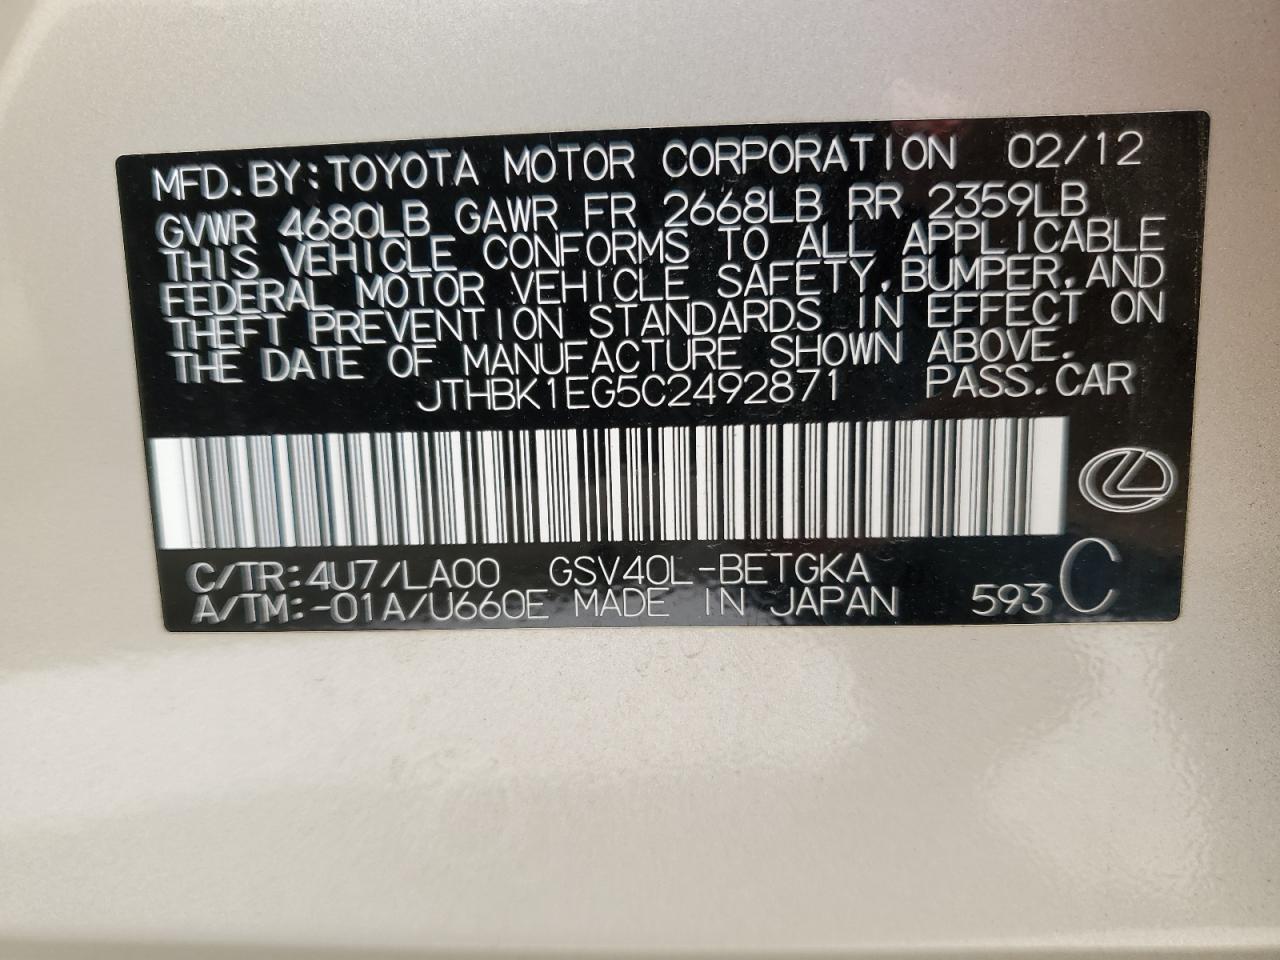 MFD.BY:TOYOTA MOTOR CORPORATION 02/12
GVWR 4680LB GAWR FR 2668LB RR 2359LB
THIS VEHICLE CONFORMS TO ALL APPLICABLE
FEDERAL MOTOR VEHICLE SAFETY,BUMPER,AND
THEFT PREVENTION STANDARDS IN EFFECT ON
THE DATE OF MANUFACTURE SHOWN ABOVE.
JTHBK1EG5C2492871 PASS.CAR
C/TR:4U7/LA00 GSV40L-BETGKA
A/TM:-01A/U660E MADE IN JAPAN 593 C